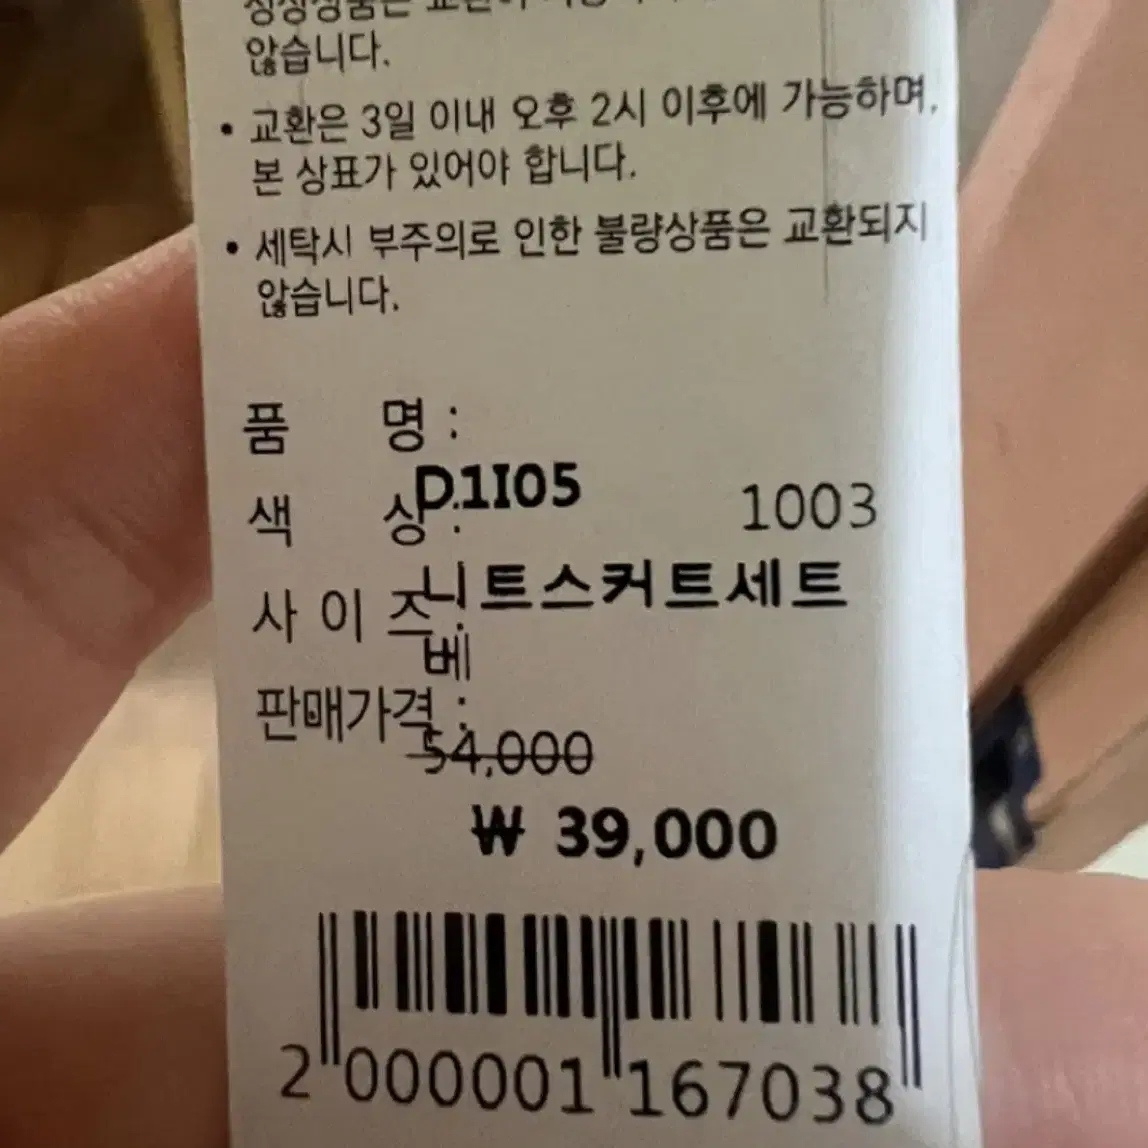 않습니다.
• 교환은 3일 이내 오후 2시 이후에 가능하며,
본 상표가 있어야 합니다.
• 세탁시 부주의로 인한 불량상품은 교환되지
않습니다.
품 명 :
D1I05 1003
색 상 :
니트스커트세트
사 이 즈 :
베
판매가격 :
54,000
₩ 39,000
2 000001 167038